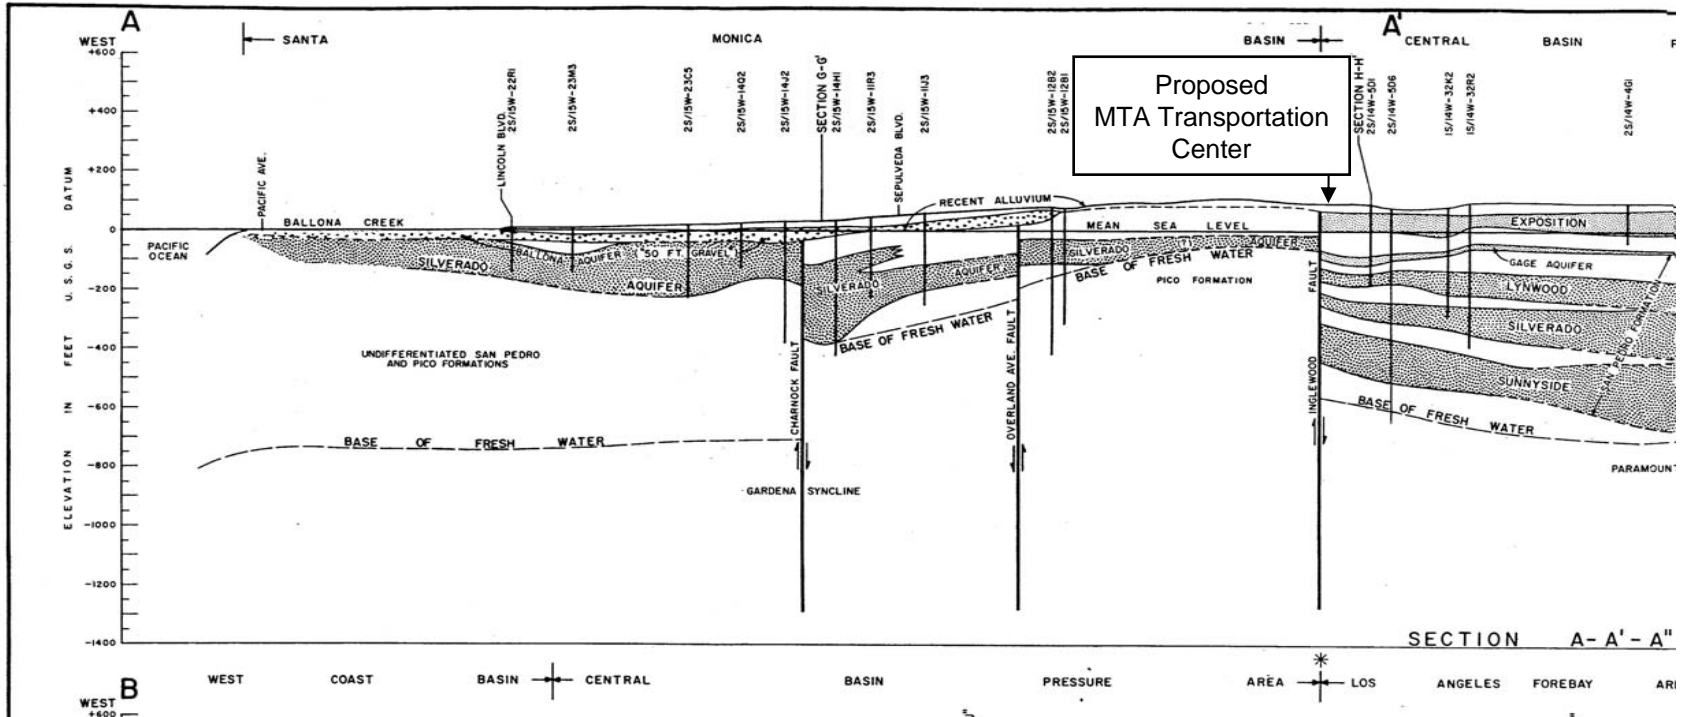 A
A'
WEST
SANTA
MONICA
BASIN
CENTRAL
BASIN
+600
+400
+200
0
-200
-400
-600
-800
-1000
-1200
-1400
ELEVATION IN FEET U.S.G.S. DATUM
PACIFIC AVE.
LINCOLN BLVD.
2S/15W-22R1
2S/15W-23M3
2S/15W-23C5
2S/15W-14Q2
2S/15W-14J2
SECTION G-G'
2S/15W-14H1
2S/15W-11R3
SEPULVEDA BLVD.
2S/15W-11J3
2S/15W-12B2
2S/15W-12B1
Proposed
MTA Transportation
Center
SECTION H-H'
2S/14W-5D1
2S/14W-5D6
1S/14W-32K2
1S/14W-32R2
2S/14W-4G1
BALLONA CREEK
RECENT ALLUVIUM
MEAN SEA LEVEL
EXPOSITION
PACIFIC
OCEAN
BALLONA AQUIFER ("50 FT. GRAVEL")
SILVERADO
AQUIFER
SILVERADO
AQUIFER
SILVERADO (?) AQUIFER
BASE OF FRESH WATER
PICO FORMATION
BASE OF FRESH WATER
GAGE AQUIFER
LYNWOOD
SILVERADO
SAN PEDRO FORMATION
SUNNYSIDE
BASE OF FRESH WATER
UNDIFFERENTIATED SAN PEDRO
AND PICO FORMATIONS
CHARNOCK FAULT
OVERLAND AVE. FAULT
INGLEWOOD FAULT
BASE OF FRESH WATER
GARDENA SYNCLINE
PARAMOUNT
SECTION A-A'-A"
B
WEST
+600
WEST COAST BASIN
CENTRAL BASIN PRESSURE AREA
*
LOS ANGELES FOREBAY